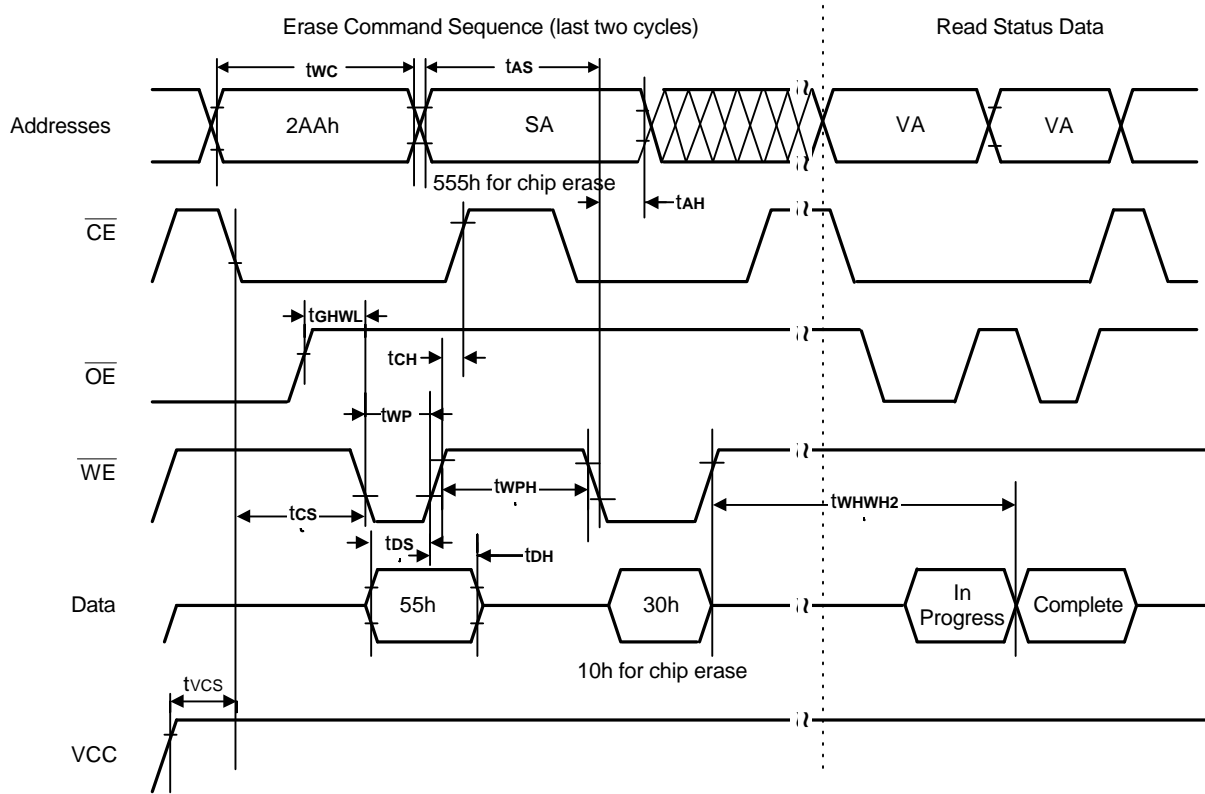 Erase Command Sequence (last two cycles)
Read Status Data
tWC
tAS
Addresses
2AAh
SA
VA
VA
555h for chip erase
tAH
CE
tGHWL
OE
tCH
tWP
WE
tWPH
tCS
tWHWH2
tDS
tDH
Data
55h
30h
In
Progress
Complete
10h for chip erase
tVCS
VCC